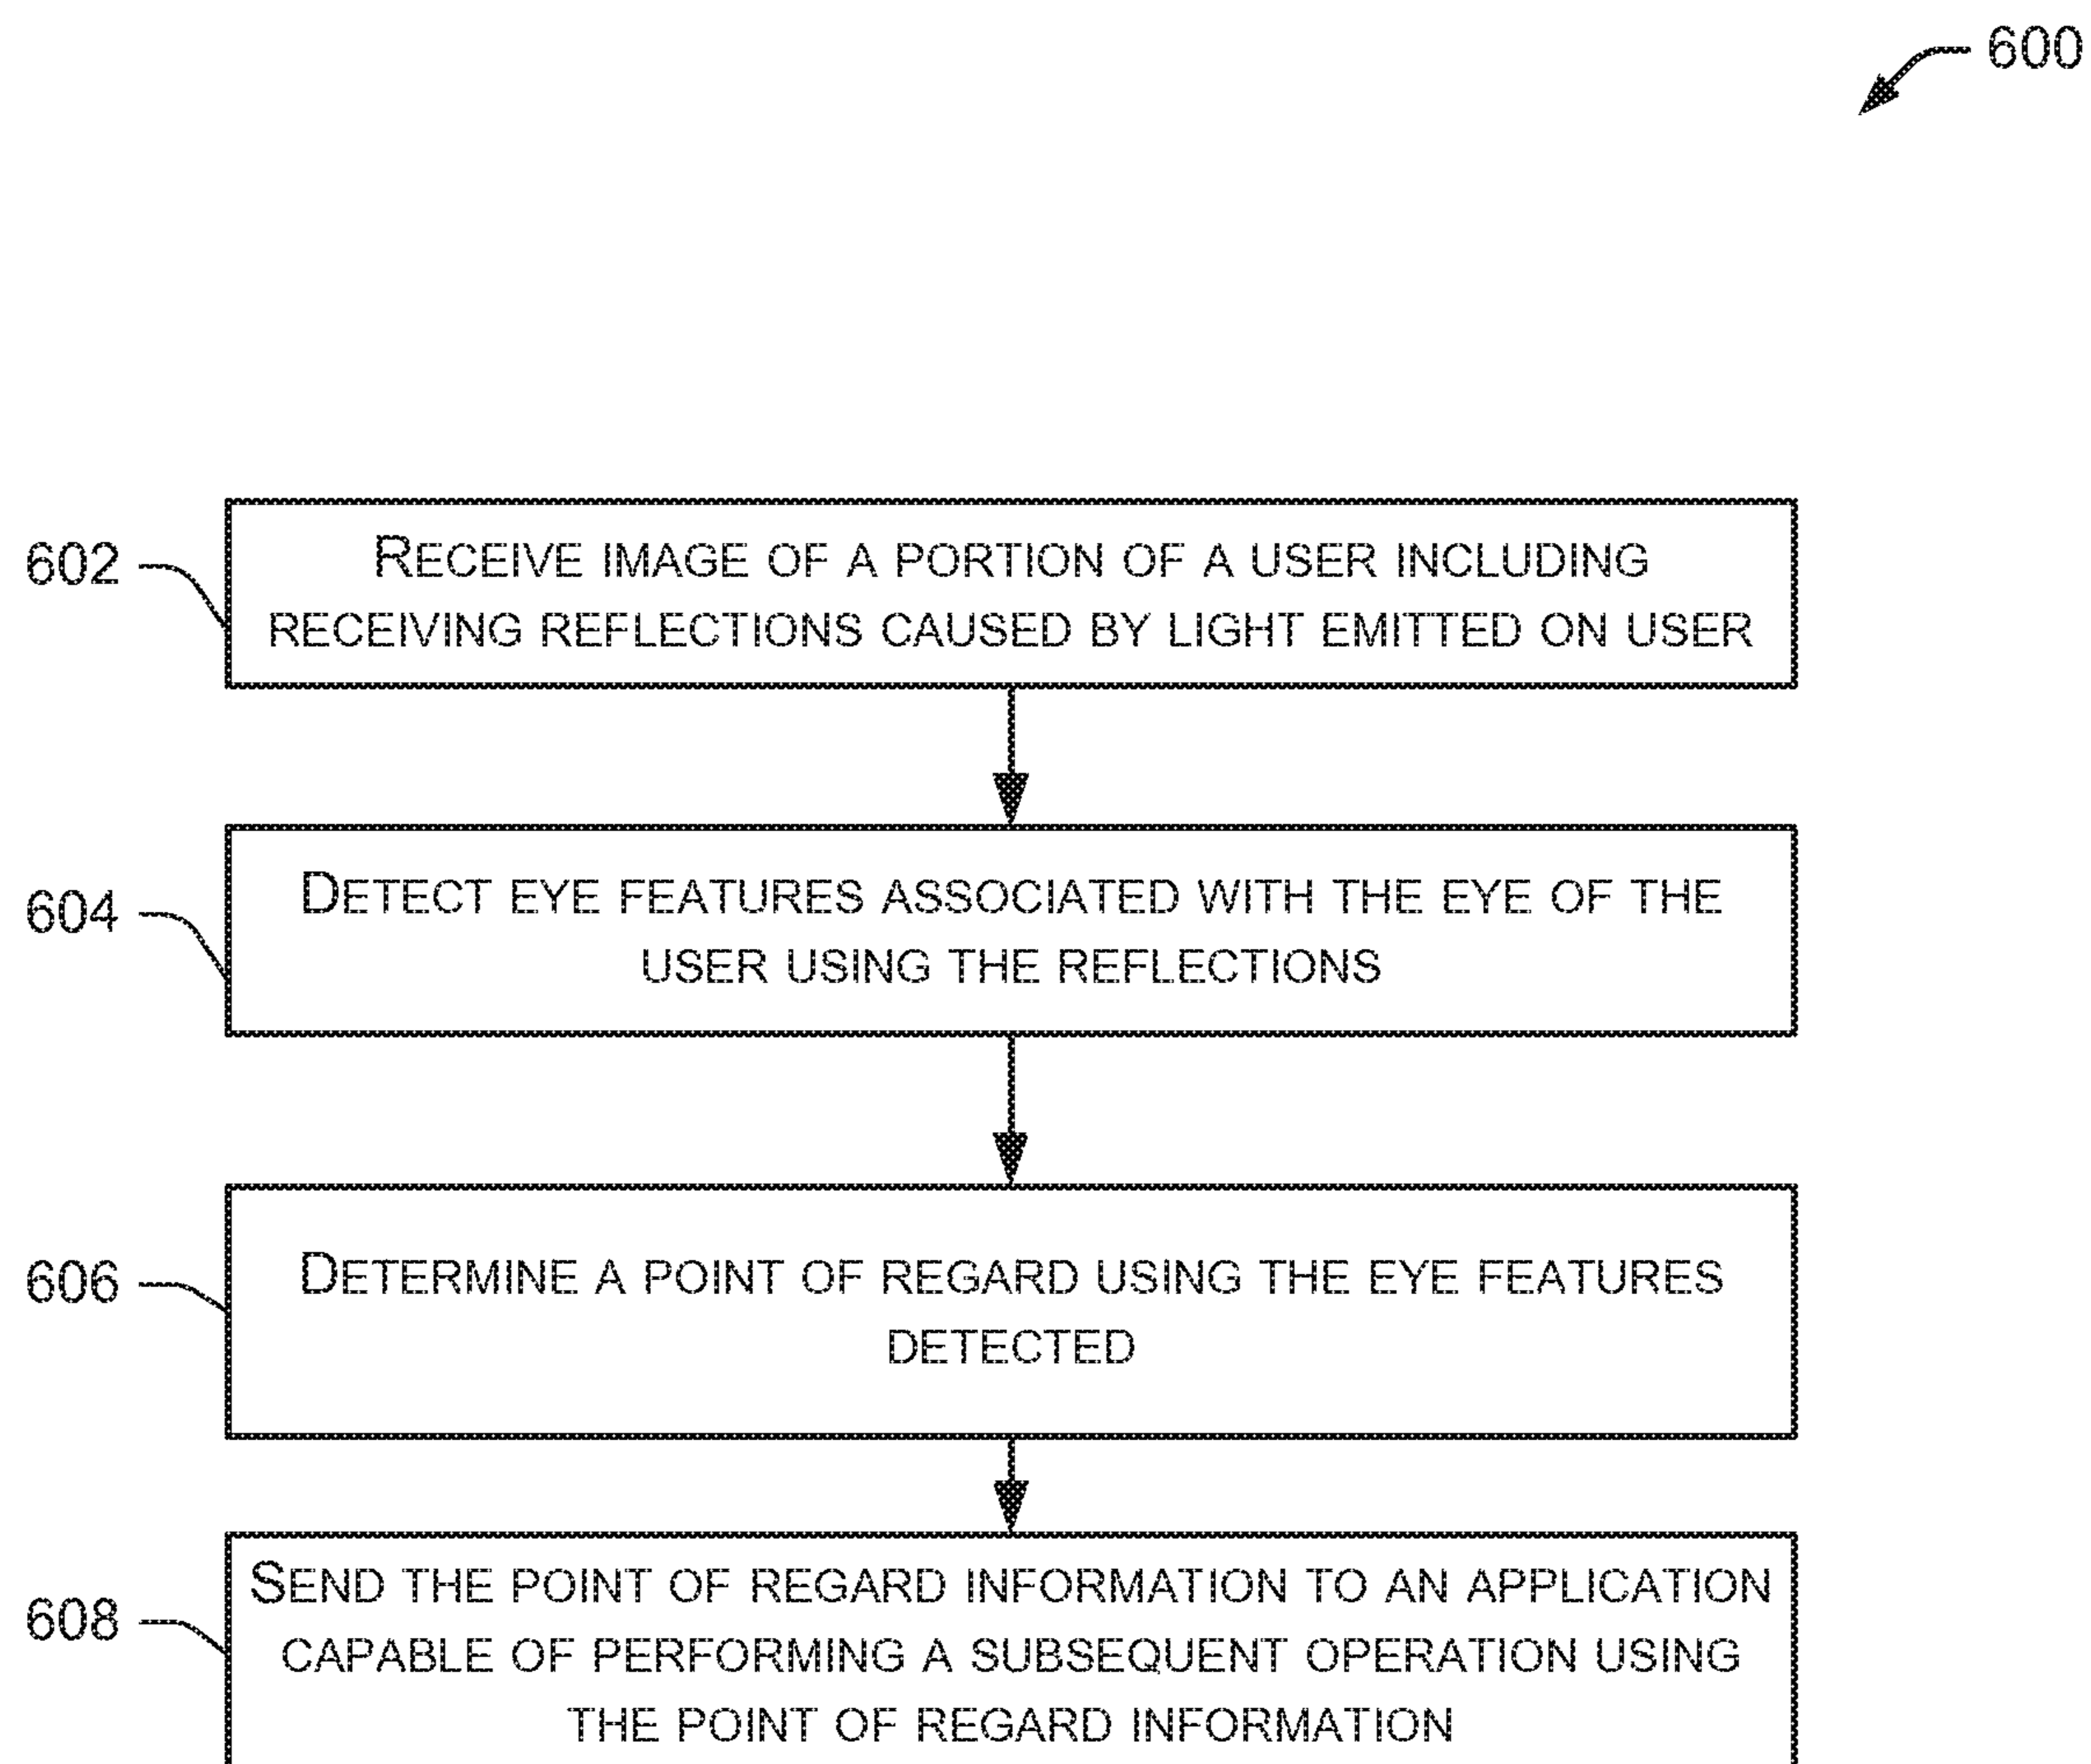 600
602
RECEIVE IMAGE OF A PORTION OF A USER INCLUDING
RECEIVING REFLECTIONS CAUSED BY LIGHT EMITTED ON USER
604
DETECT EYE FEATURES ASSOCIATED WITH THE EYE OF THE
USER USING THE REFLECTIONS
606
DETERMINE A POINT OF REGARD USING THE EYE FEATURES
DETECTED
608
SEND THE POINT OF REGARD INFORMATION TO AN APPLICATION
CAPABLE OF PERFORMING A SUBSEQUENT OPERATION USING
THE POINT OF REGARD INFORMATION